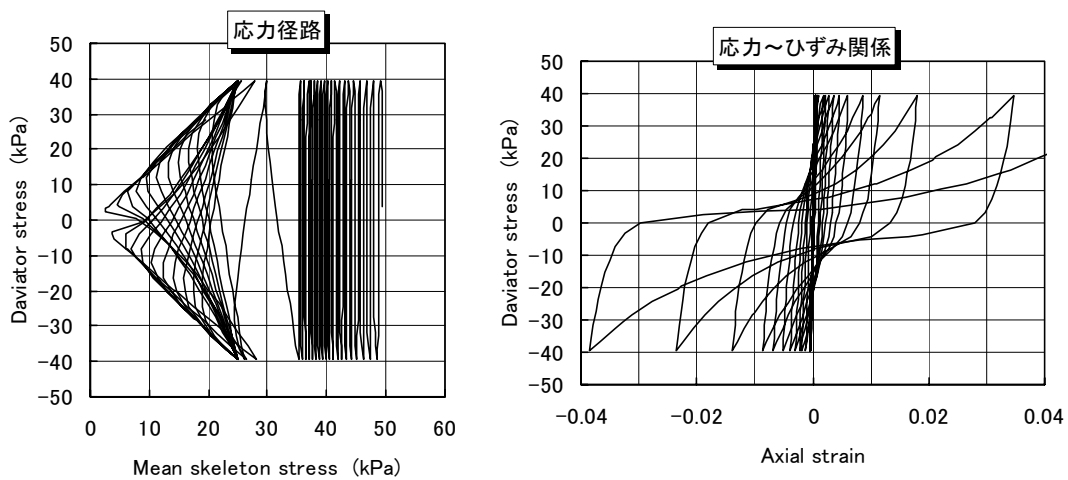 応力径路
50
40
30
20
10
0
-10
-20
-30
-40
-50
0 10 20 30 40 50 60
Daviator stress (kPa)
Mean skeleton stress (kPa)
応力～ひずみ関係
50
40
30
20
10
0
-10
-20
-30
-40
-50
-0.04 -0.02 0 0.02 0.04
Daviator stress (kPa)
Axial strain